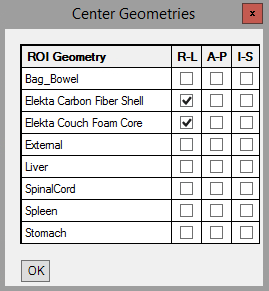 Center Geometries
x
ROI Geometry R-L A-P I-S
Bag_Bowel
Elekta Carbon Fiber Shell
Elekta Couch Foam Core
External
Liver
SpinalCord
Spleen
Stomach
OK